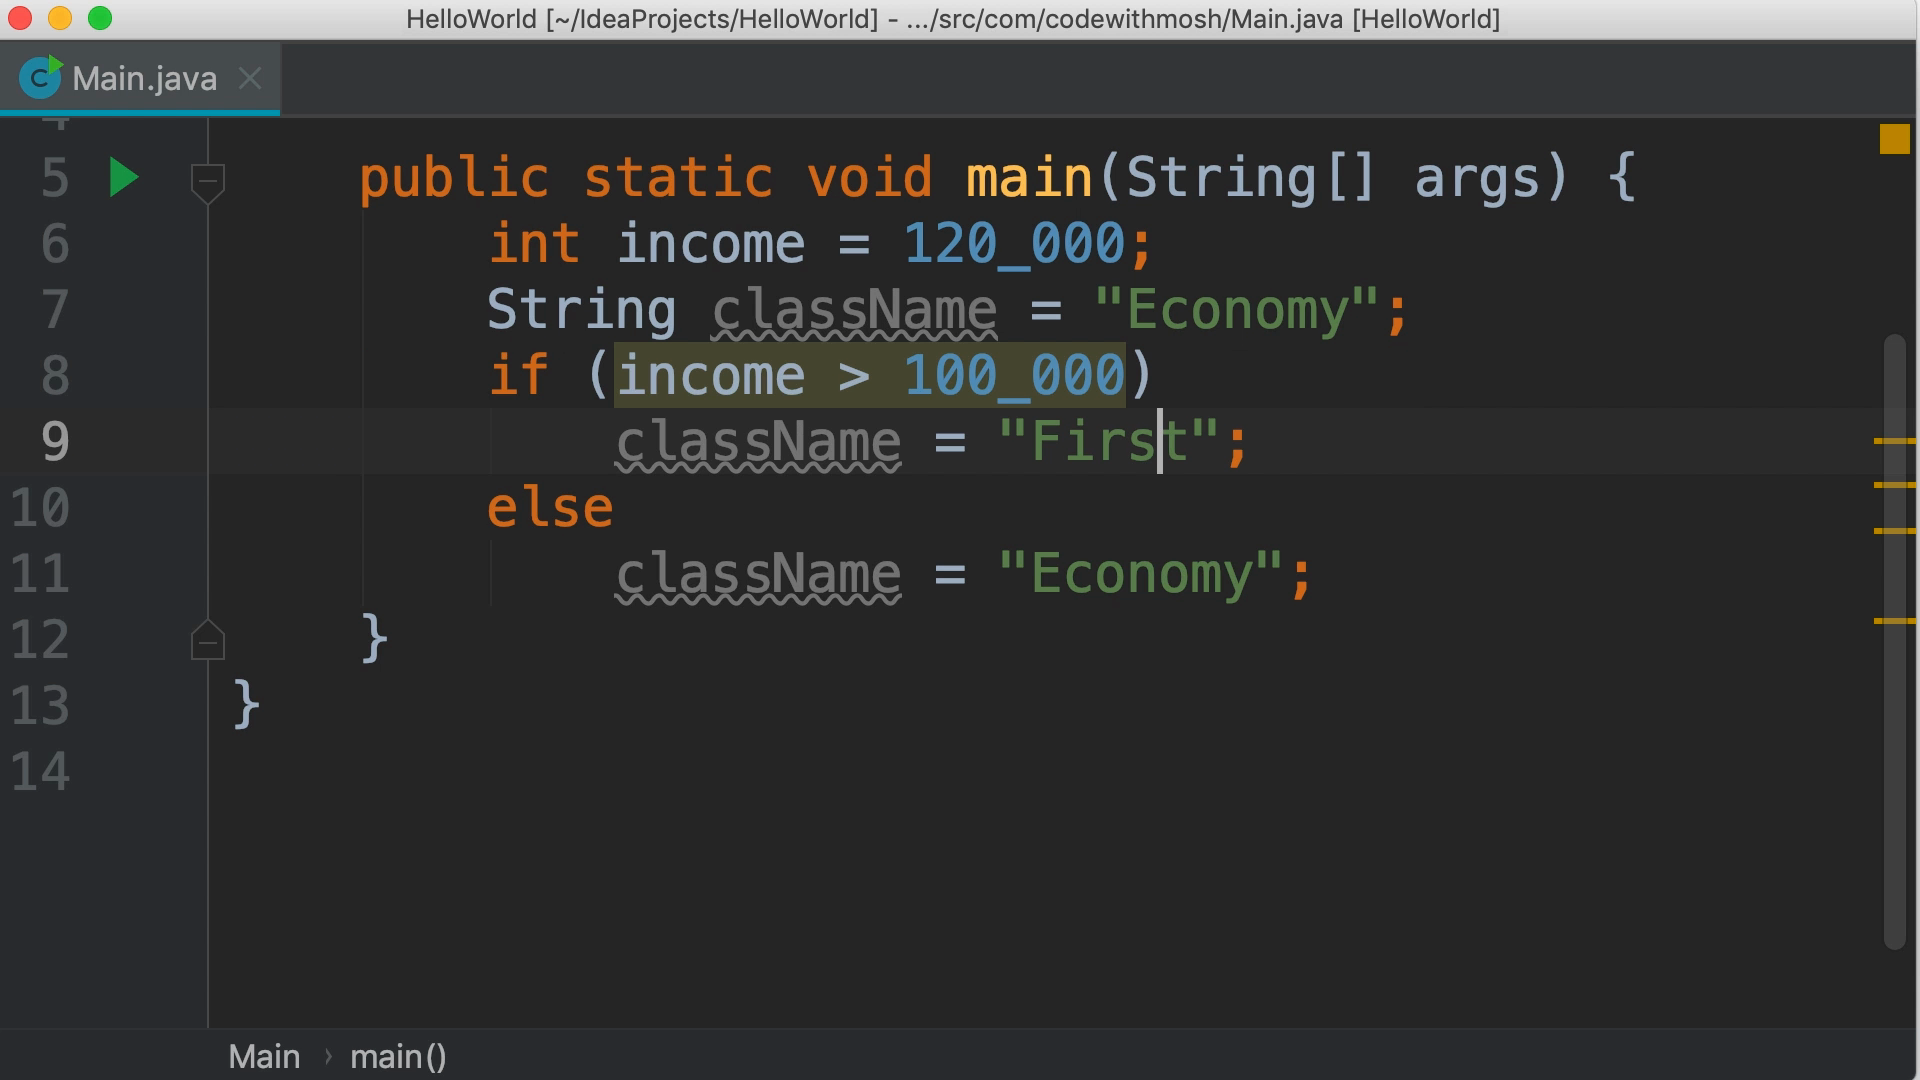 HelloWorld [~/IdeaProjects/HelloWorld] - .../src/com/codewithmosh/Main.java [HelloWorld]
C Main.java
5 public static void main(String[] args) {
6 int income = 120_000;
7 String className = "Economy";
8 if (income > 100_000)
9 className = "First";
10 else
11 className = "Economy";
12 }
13 }
14
Main › main()